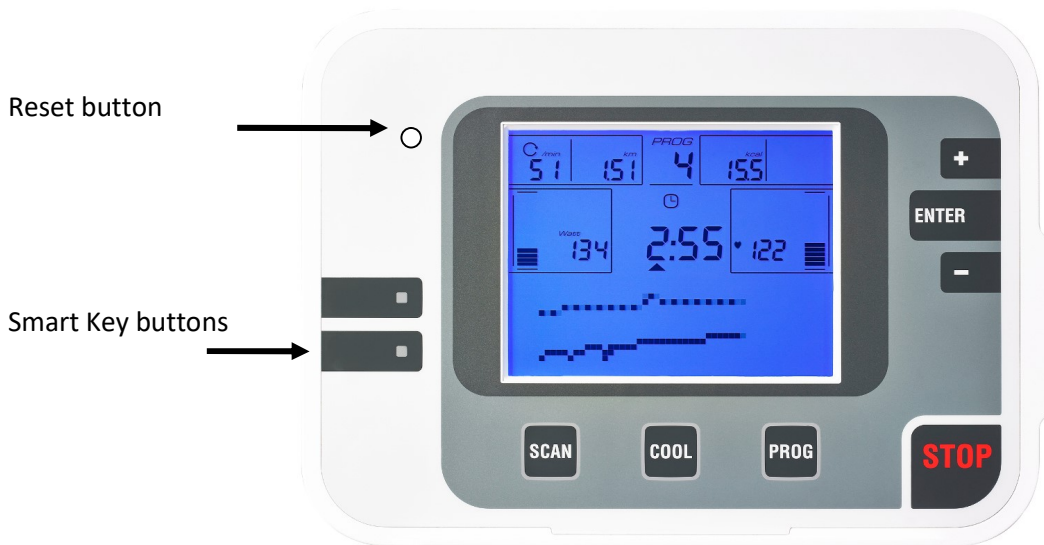 Reset button
Smart Key buttons
/min
51
km
1.51
PROG
4
kcal
15.5
+
ENTER
-
Watt
134
2:55
122
SCAN
COOL
PROG
STOP